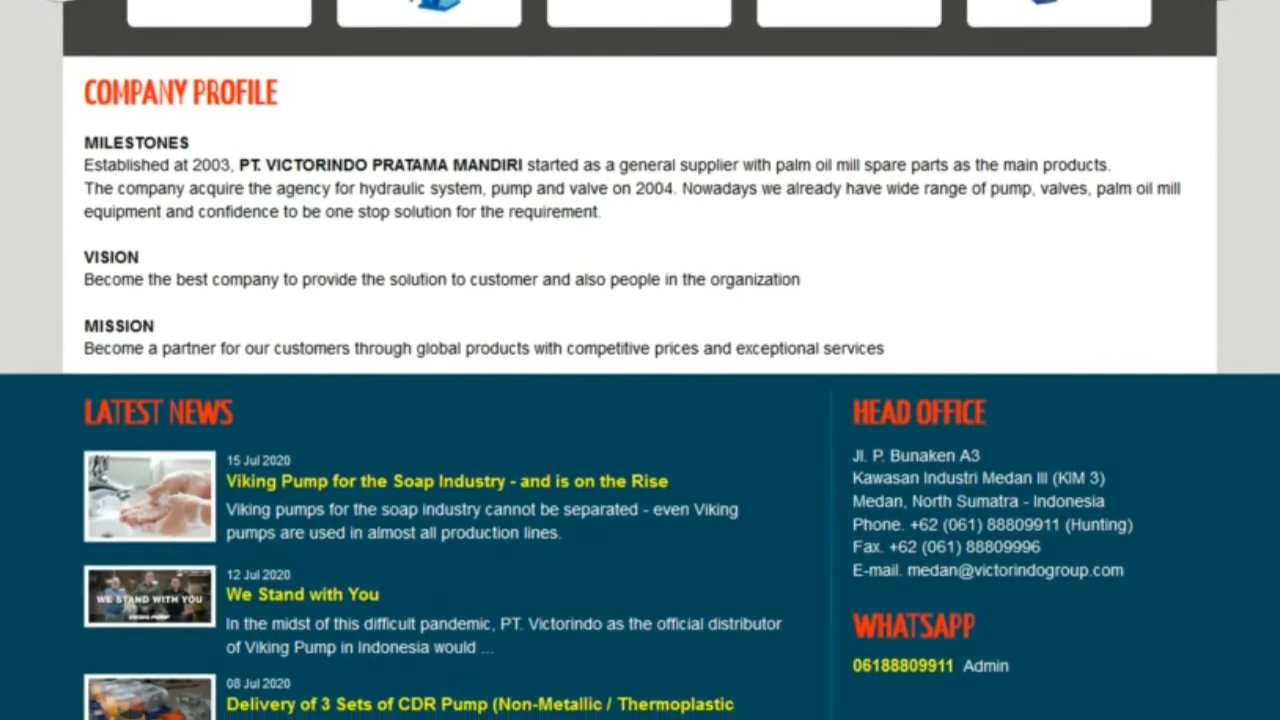 COMPANY PROFILE
MILESTONES
Established at 2003, PT. VICTORINDO PRATAMA MANDIRI started as a general supplier with palm oil mill spare parts as the main products.
The company acquire the agency for hydraulic system, pump and valve on 2004. Nowadays we already have wide range of pump, valves, palm oil mill
equipment and confidence to be one stop solution for the requirement.
VISION
Become the best company to provide the solution to customer and also people in the organization
MISSION
Become a partner for our customers through global products with competitive prices and exceptional services
LATEST NEWS
15 Jul 2020
Viking Pump for the Soap Industry - and is on the Rise
Viking pumps for the soap industry cannot be separated - even Viking
pumps are used in almost all production lines.
WE STAND WITH YOU
12 Jul 2020
We Stand with You
In the midst of this difficult pandemic, PT. Victorindo as the official distributor
of Viking Pump in Indonesia would ...
08 Jul 2020
Delivery of 3 Sets of CDR Pump (Non-Metallic / Thermoplastic
HEAD OFFICE
Jl. P. Bunaken A3
Kawasan Industri Medan III (KIM 3)
Medan, North Sumatra - Indonesia
Phone. +62 (061) 88809911 (Hunting)
Fax. +62 (061) 88809996
E-mail. medan@victorindogroup.com
WHATSAPP
06188809911 Admin